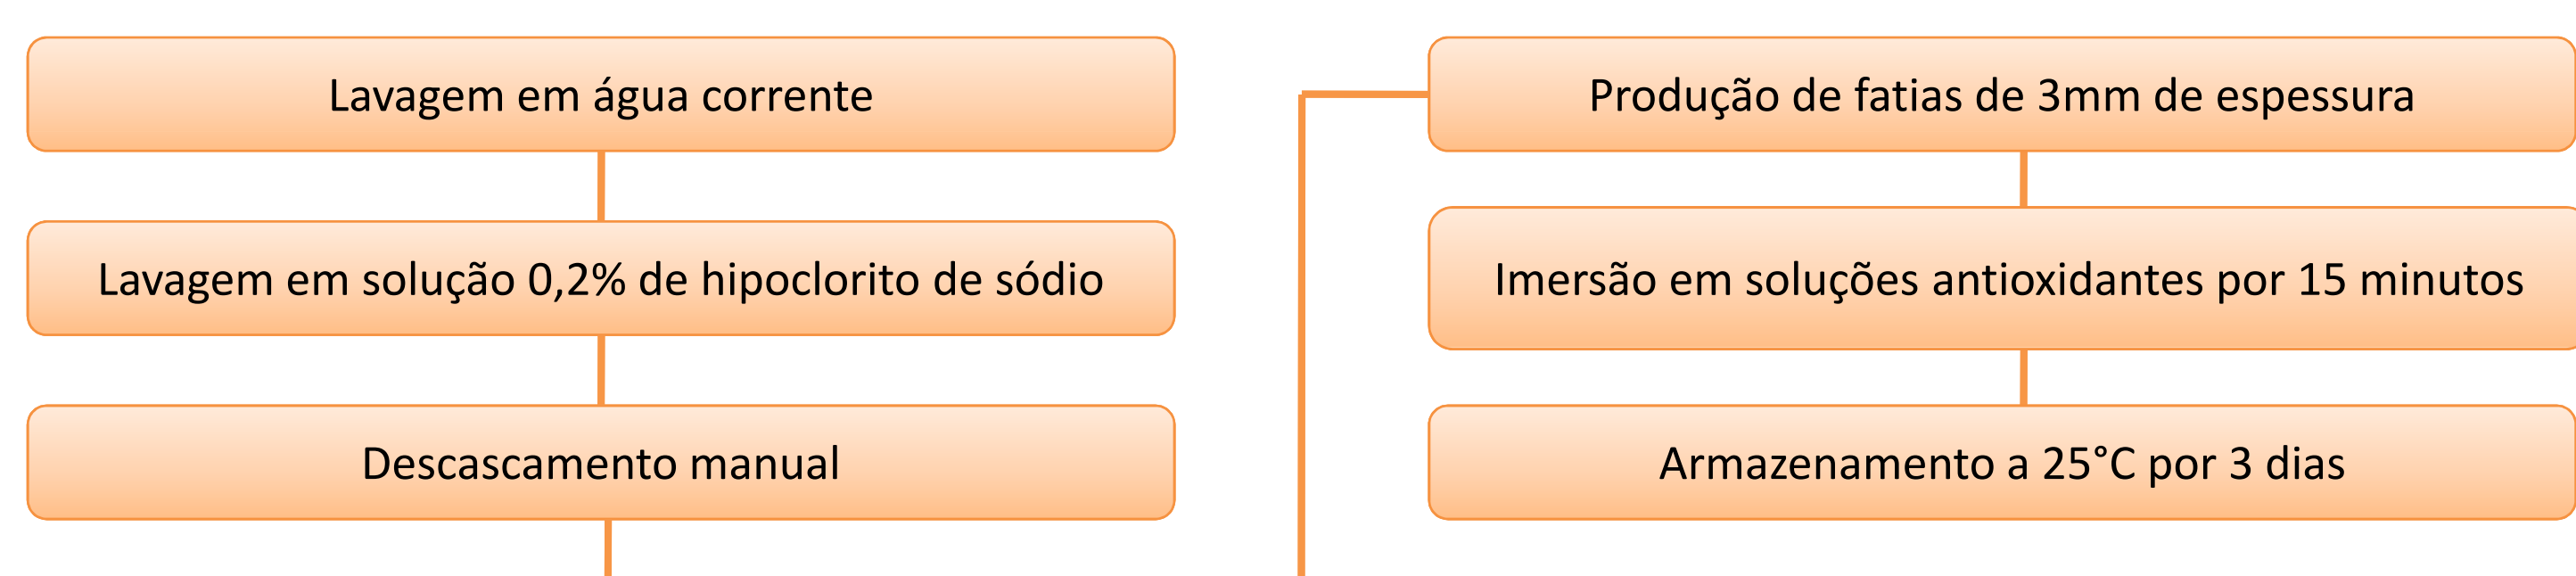 Lavagem em água corrente
Lavagem em solução 0,2% de hipoclorito de sódio
Descascamento manual
Produção de fatias de 3mm de espessura
Imersão em soluções antioxidantes por 15 minutos
Armazenamento a 25°C por 3 dias